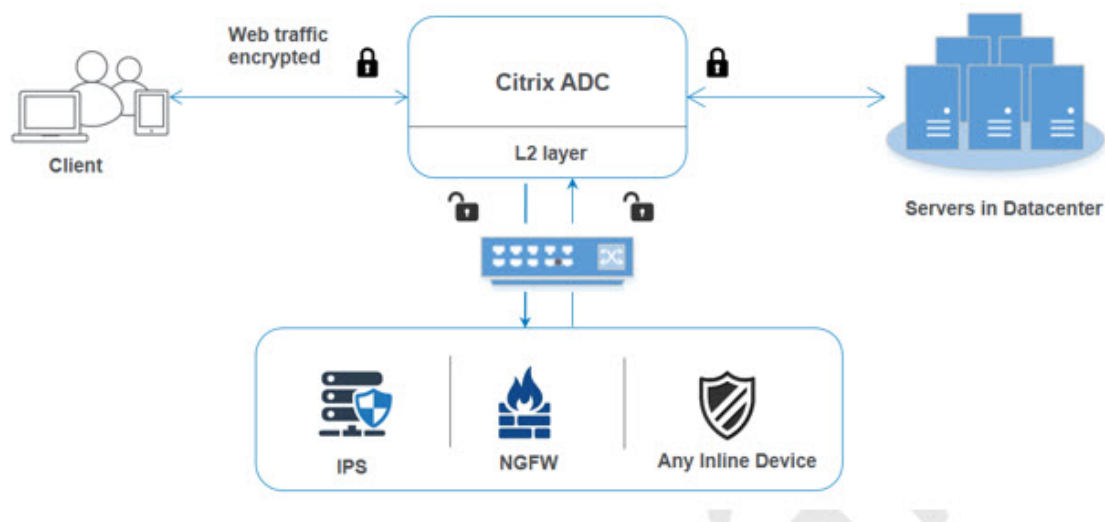 Web traffic
encrypted
Citrix ADC
L2 layer
Client
Servers in Datacenter
IPS
NGFW
Any Inline Device